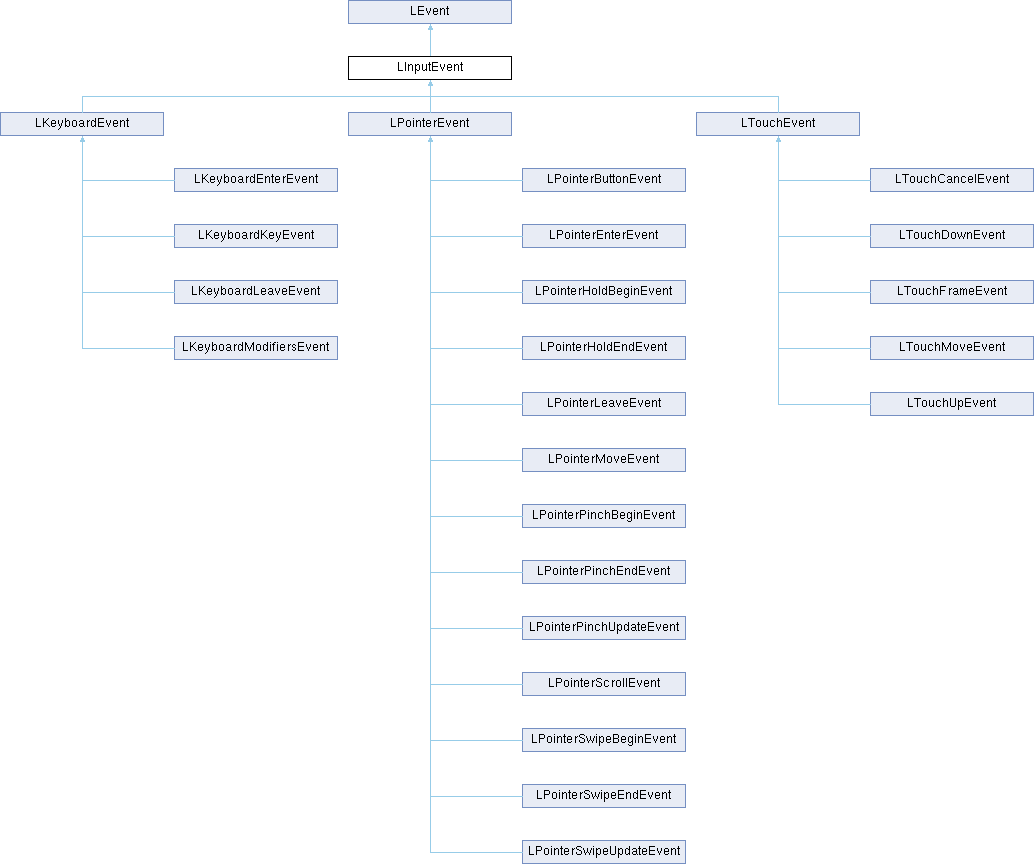 LEvent
LInputEvent
LKeyboardEvent
LPointerEvent
LTouchEvent
LKeyboardEnterEvent
LPointerButtonEvent
LTouchCancelEvent
LKeyboardKeyEvent
LPointerEnterEvent
LTouchDownEvent
LKeyboardLeaveEvent
LPointerHoldBeginEvent
LTouchFrameEvent
LKeyboardModifiersEvent
LPointerHoldEndEvent
LTouchMoveEvent
LPointerLeaveEvent
LTouchUpEvent
LPointerMoveEvent
LPointerPinchBeginEvent
LPointerPinchEndEvent
LPointerPinchUpdateEvent
LPointerScrollEvent
LPointerSwipeBeginEvent
LPointerSwipeEndEvent
LPointerSwipeUpdateEvent